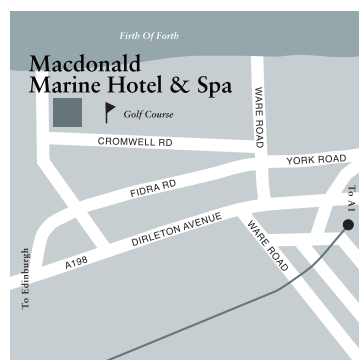 Firth Of Forth
Macdonald
Marine Hotel & Spa
Golf Course
WARE ROAD
CROMWELL RD
YORK ROAD
FIDRA RD
To A1
DIRLETON AVENUE
WARE ROAD
A198
To Edinburgh